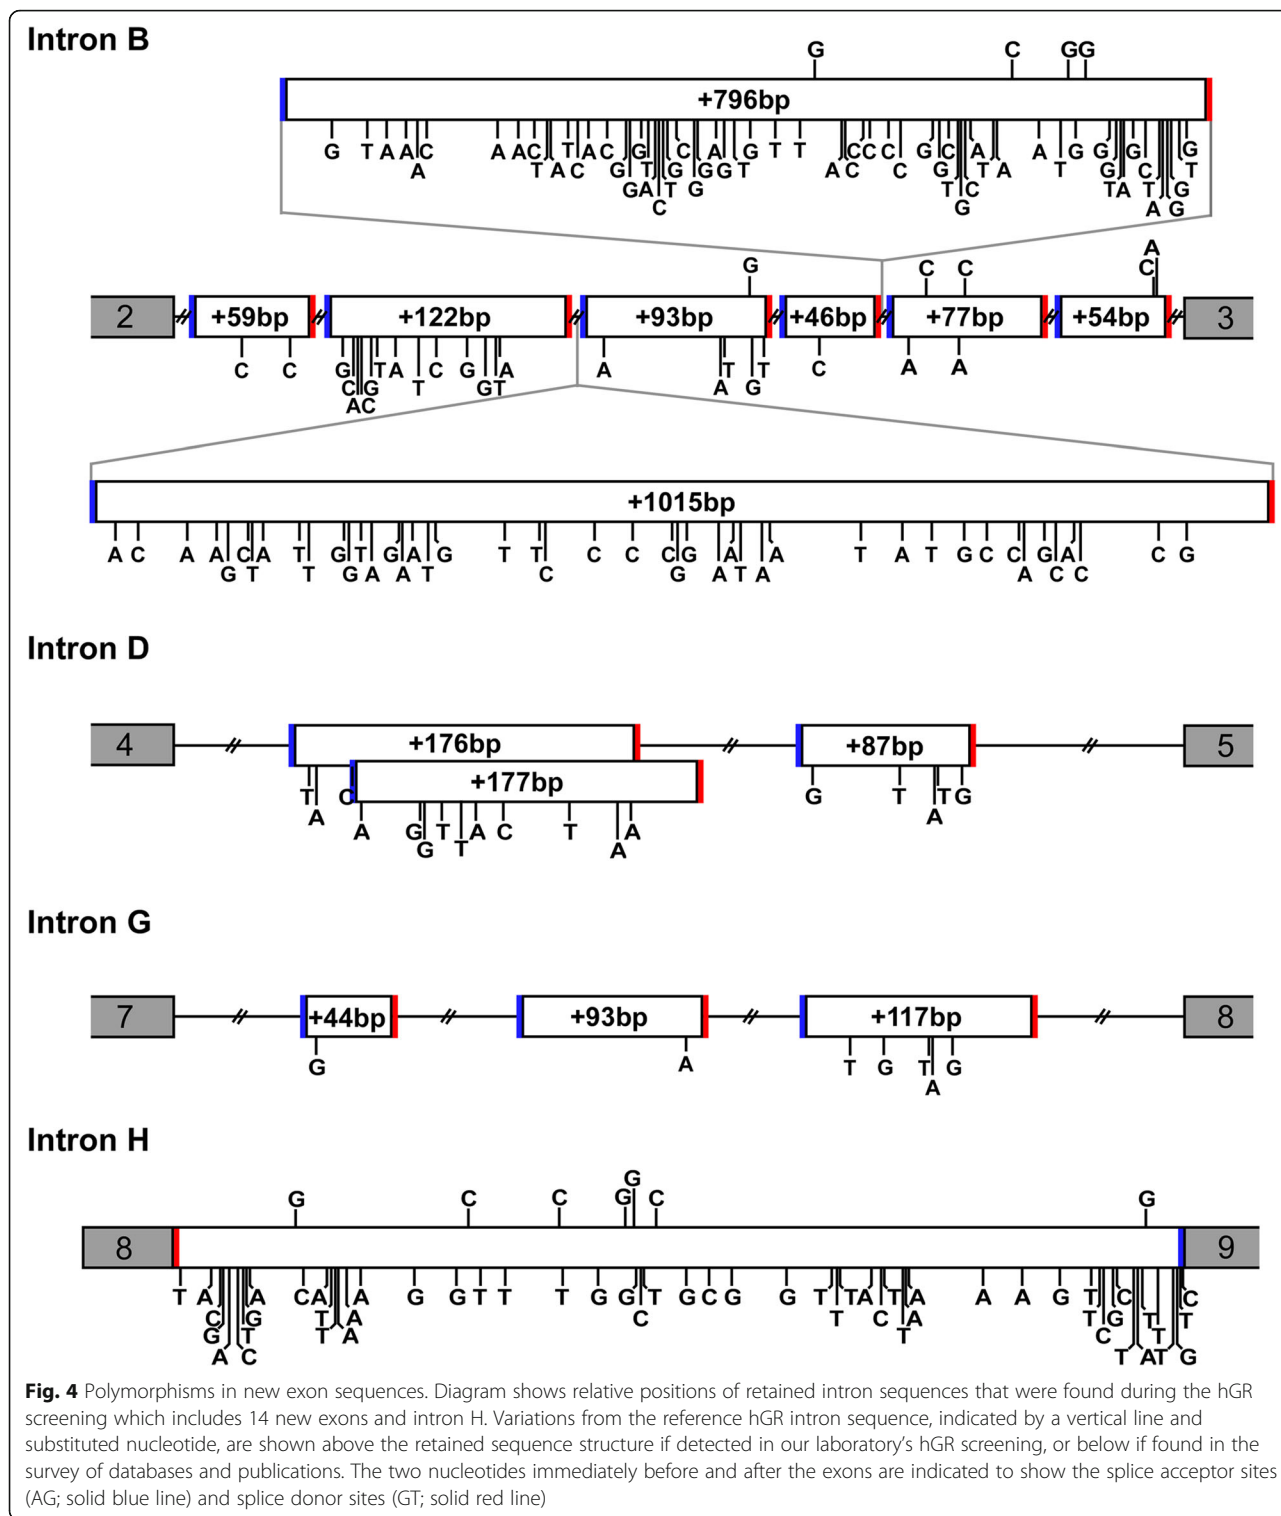 Intron B
G C G G
+796bp
G T A A C A A C T A C G C A G T T C C C G C A A G G G G
A T A C G T G G G T A C C G T T A T G C T
G A T G T C T A T G
C G A G
A
G C C C
2 +59bp +122bp +93bp +46bp +77bp +54bp 3
C C G T A C G A A T T C A A
C G T G T A G
A C
+1015bp
A C A A C A T G T G A G T T C C C G A A T A T G C C G A C G
G T T G A A T C G A T A A C C
Intron D
4 +176bp +87bp 5
+177bp
T C G T T G
A A
A G T A C T A
G T A
Intron G
7 +44bp +93bp +117bp 8
G A T G T G
A
Intron H
G C C G G C G
8 9
T A A C A A G G T T T G G T G C G G T T A T A A A G T C C
C G T A C T C T A T G T T
G T T A T C T
A C T A T G
Fig. 4 Polymorphisms in new exon sequences. Diagram shows relative positions of retained intron sequences that were found during the hGR
screening which includes 14 new exons and intron H. Variations from the reference hGR intron sequence, indicated by a vertical line and
substituted nucleotide, are shown above the retained sequence structure if detected in our laboratory's hGR screening, or below if found in the
survey of databases and publications. The two nucleotides immediately before and after the exons are indicated to show the splice acceptor sites
(AG; solid blue line) and splice donor sites (GT; solid red line)